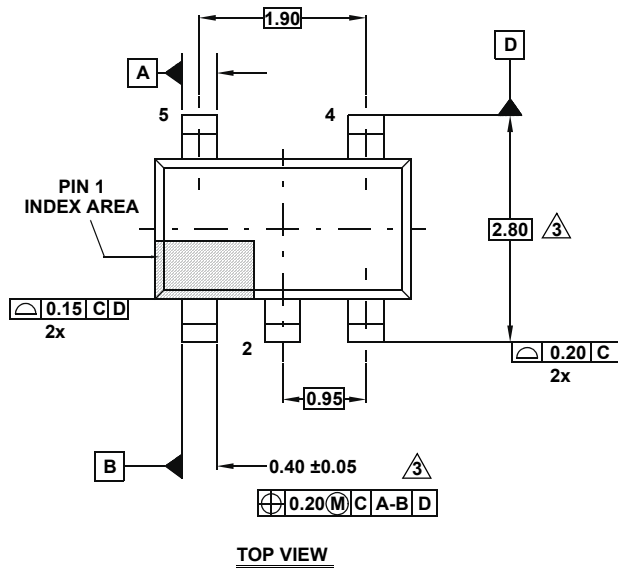 1.90
D
A
5
4
PIN 1
INDEX AREA
2.80 3
0.15 C D
2x
2
0.20 C
2x
0.95
B
0.40 ±0.05 3
0.20 M C A-B D
TOP VIEW